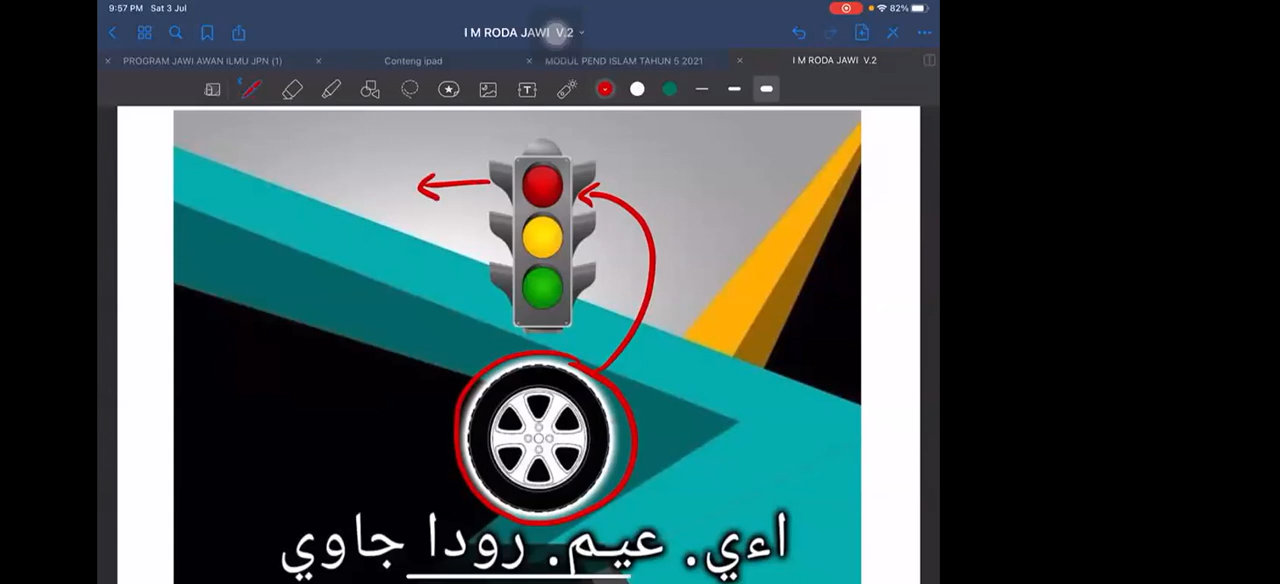 9:57 PM Sat 3 Jul 82%
I M RODA JAWI V.2
PROGRAM JAWI AWAN ILMU JPN (1) Conteng ipad MODUL PEND ISLAM TAHUN 5 2021 I M RODA JAWI V.2
اءي. عيم. رودا جاوي